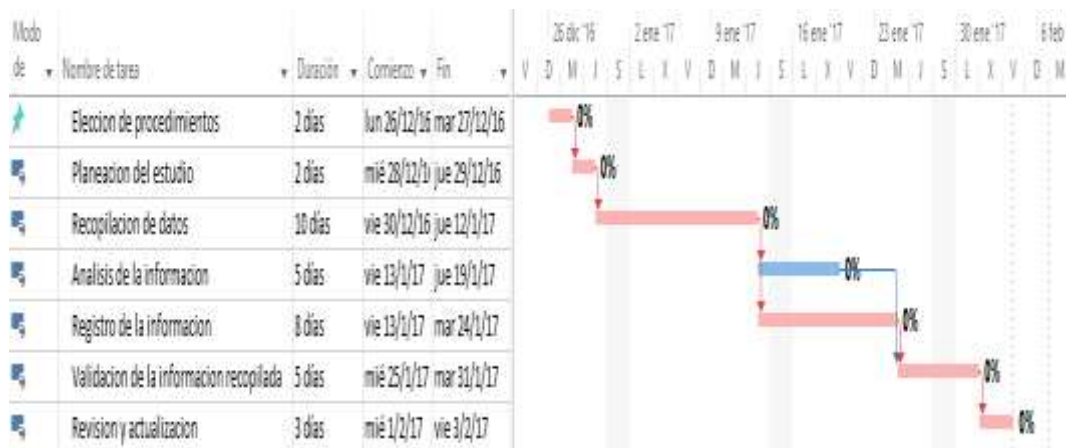 Modo
de Nombre de tarea Duración Comienzo Fin
26 dic '16 2 ene '17 9 ene '17 16 ene '17 23 ene '17 30 ene '17 6 feb
V D M J S L X V D M J S L X V D M J S L X V D M
Eleccion de procedimientos 2 días lun 26/12/16 mar 27/12/16 0%
Planeacion del estudio 2 días mié 28/12/1 jue 29/12/16 0%
Recopilacion de datos 10 días vie 30/12/16 jue 12/1/17 0%
Analisis de la informacion 5 días vie 13/1/17 jue 19/1/17 0%
Registro de la informacion 8 días vie 13/1/17 mar 24/1/17 0%
Validacion de la informacion recopilada 5 días mié 25/1/17 mar 31/1/17 0%
Revision y actualizacion 3 días mié 1/2/17 vie 3/2/17 0%